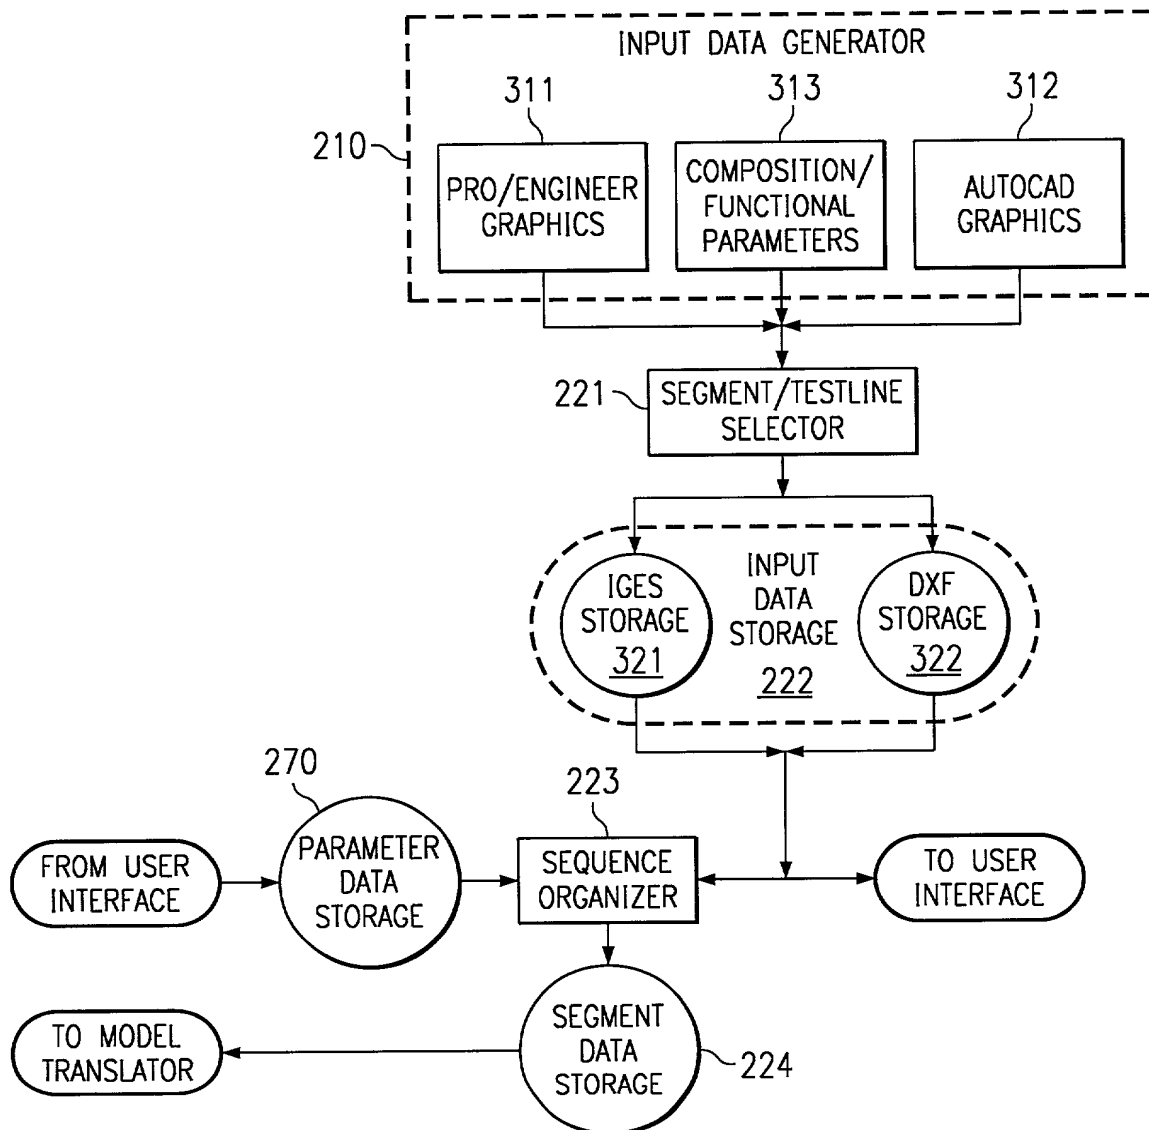 INPUT DATA GENERATOR
311
313
312
210
PRO/ENGINEER
GRAPHICS
COMPOSITION/
FUNCTIONAL
PARAMETERS
AUTOCAD
GRAPHICS
221
SEGMENT/TESTLINE
SELECTOR
IGES
STORAGE
321
INPUT
DATA
STORAGE
222
DXF
STORAGE
322
270
223
FROM USER
INTERFACE
PARAMETER
DATA
STORAGE
SEQUENCE
ORGANIZER
TO USER
INTERFACE
TO MODEL
TRANSLATOR
SEGMENT
DATA
STORAGE
224